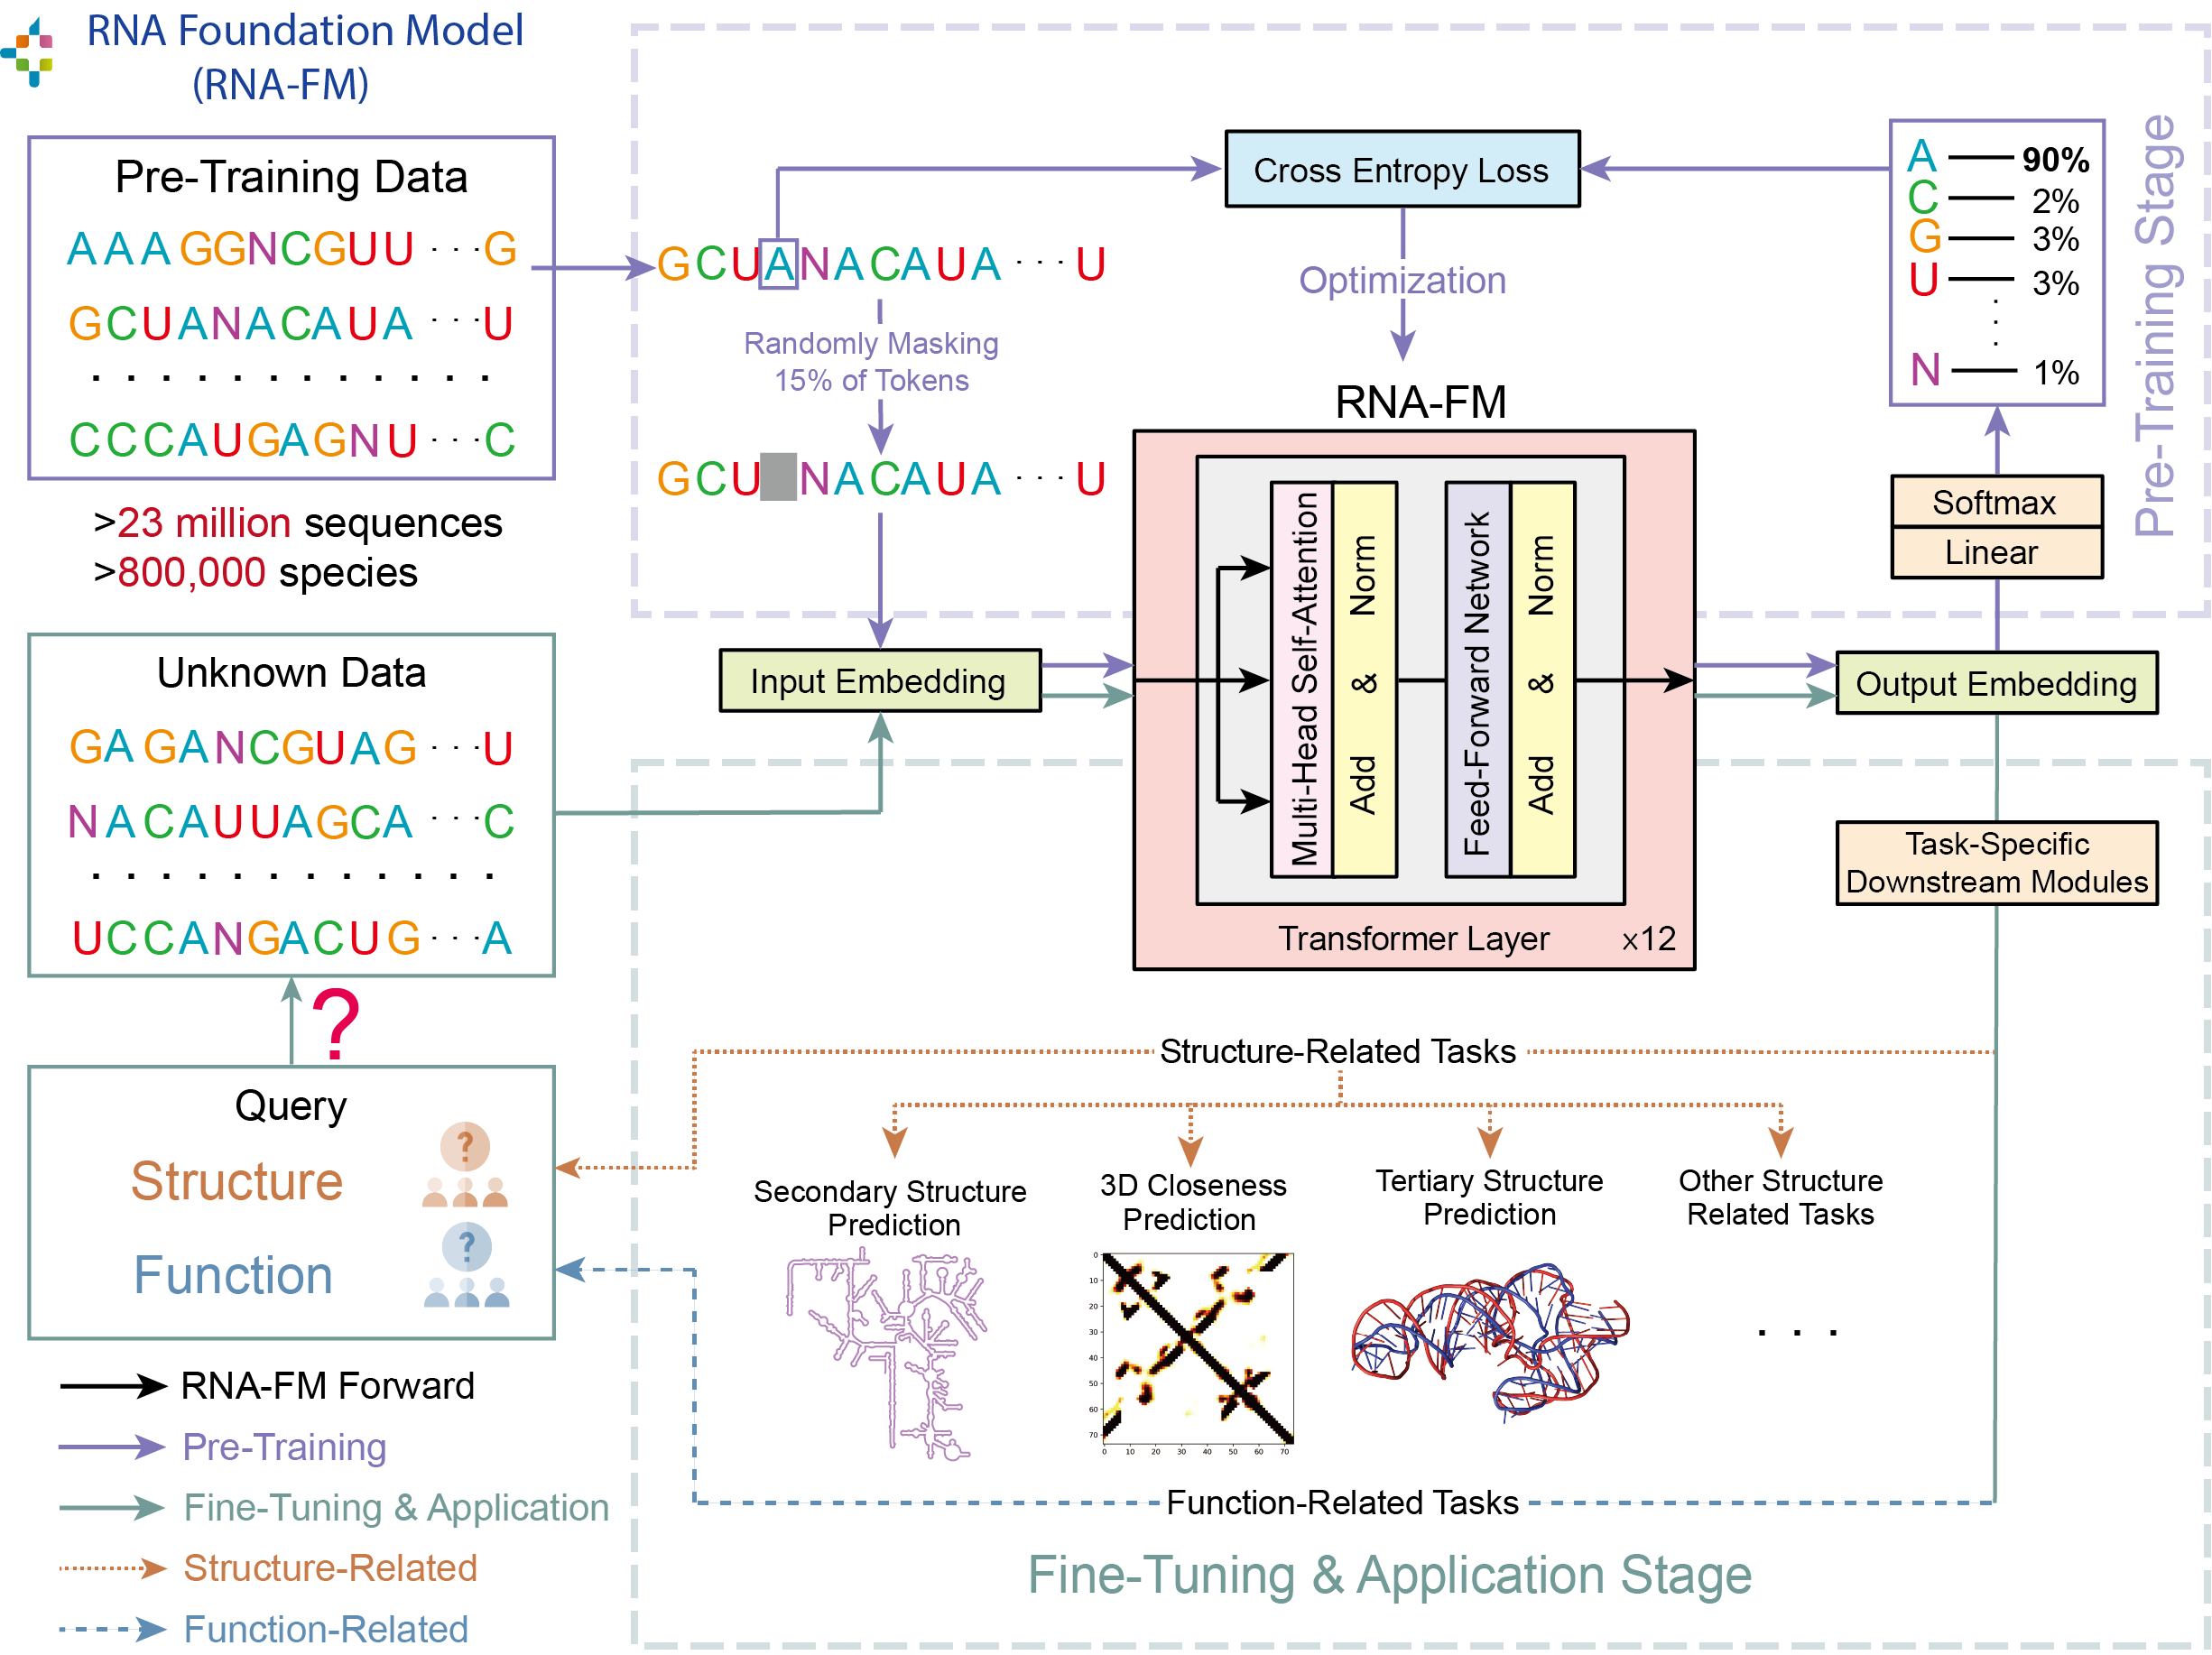 RNA Foundation Model
(RNA-FM)
Pre-Training Data
AAAGGNCGUU···G
GCUANACAUA···U
. . . . . . . . . . . .
CCCAUGAGNU···C
>23 million sequences
>800,000 species
Unknown Data
GAGANCGUAG···U
NACAUUAGCA···C
. . . . . . . . . . . .
UCCANGACUG···A
?
Query
Structure
?
Function
?
RNA-FM Forward
Pre-Training
Fine-Tuning & Application
Structure-Related
Function-Related
Pre-Training Stage
Cross Entropy Loss
GCUANACAUA···U
Randomly Masking
15% of Tokens
GCU NACAUA···U
Optimization
A 90%
C 2%
G 3%
U 3%
. . .
N 1%
Softmax
Linear
RNA-FM
Input Embedding
Multi-Head Self-Attention
Add & Norm
Feed-Forward Network
Add & Norm
Transformer Layer ×12
Output Embedding
Task-Specific
Downstream Modules
Structure-Related Tasks
Secondary Structure
Prediction
3D Closeness
Prediction
0
10
20
30
40
50
60
70
0 10 20 30 40 50 60 70
Tertiary Structure
Prediction
Other Structure
Related Tasks
. . .
Function-Related Tasks
Fine-Tuning & Application Stage